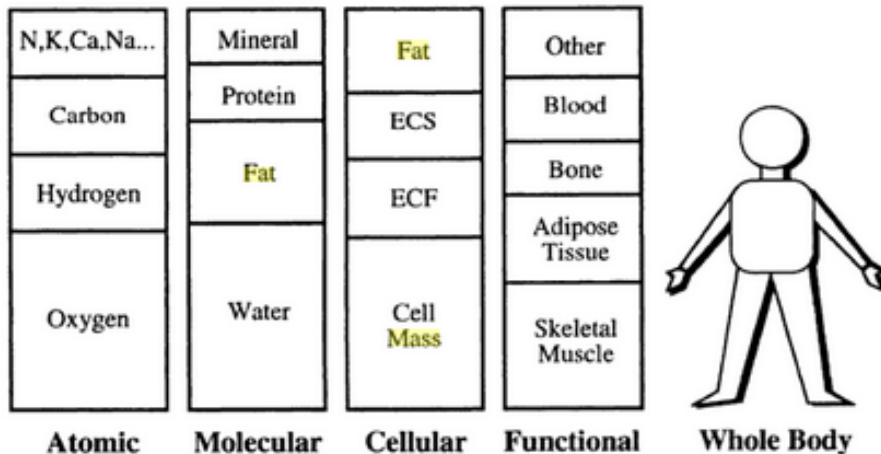 N,K,Ca,Na...
Carbon
Hydrogen
Oxygen
Atomic
Mineral
Protein
Fat
Water
Molecular
Fat
ECS
ECF
Cell
Mass
Cellular
Other
Blood
Bone
Adipose
Tissue
Skeletal
Muscle
Functional
Whole Body